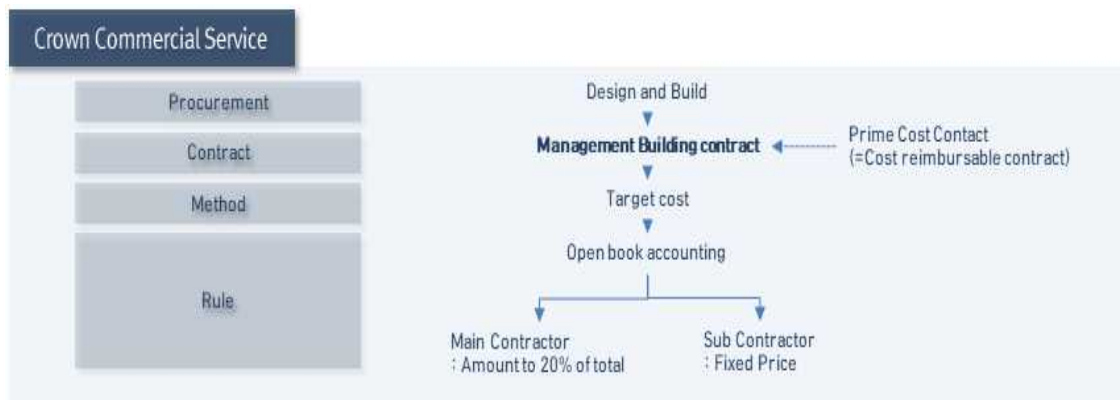 Crown Commercial Service
Procurement
Contract
Method
Rule
Design and Build
Management Building contract
Prime Cost Contact
(=Cost reimbursable contract)
Target cost
Open book accounting
Main Contractor
: Amount to 20% of total
Sub Contractor
: Fixed Price